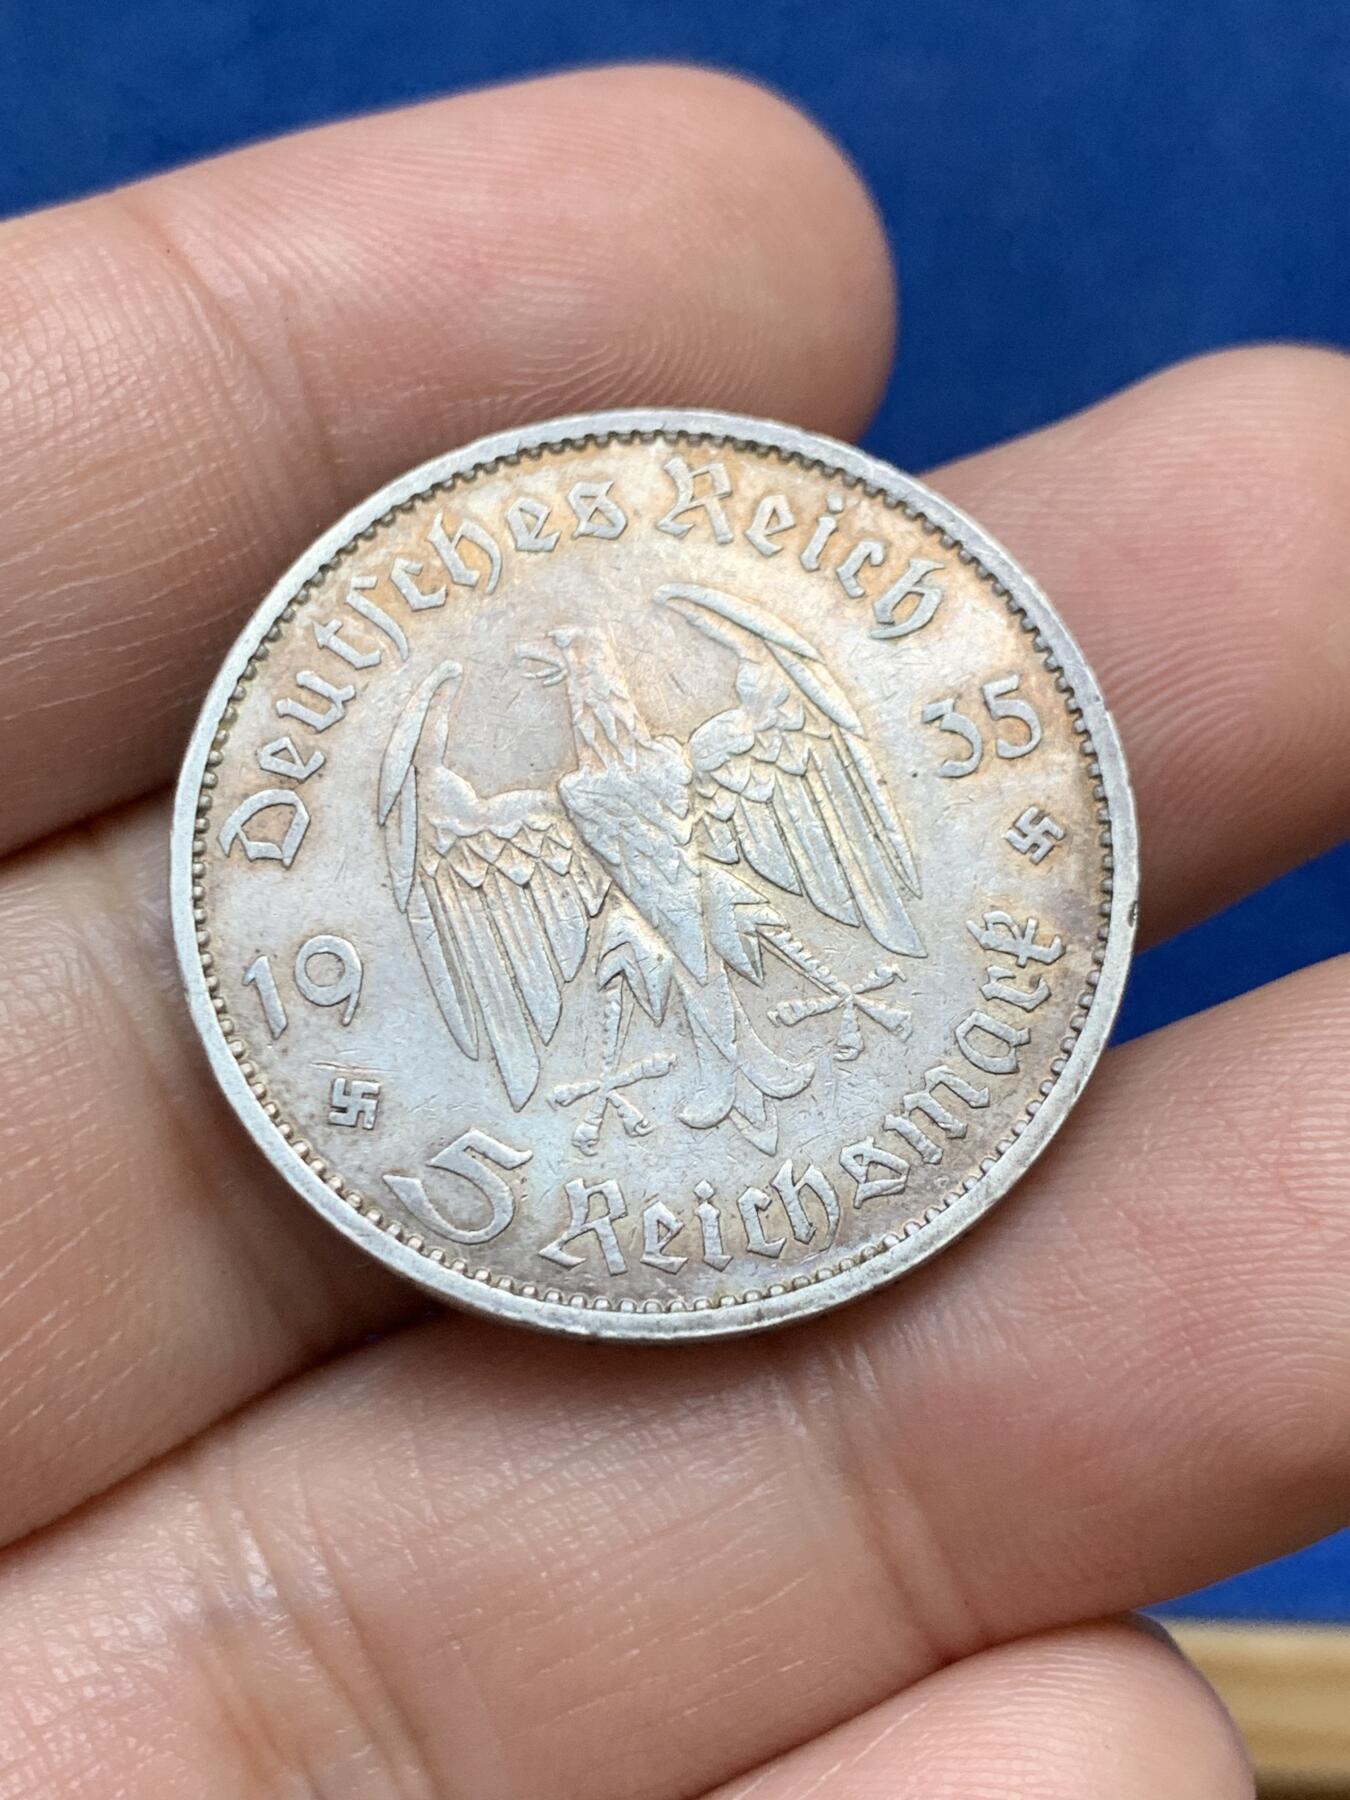 Deutſches Reich
19 35
5 Reichsmark